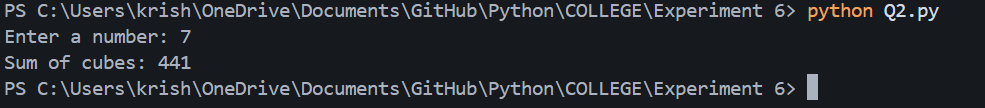 PS C:\Users\krish\OneDrive\Documents\GitHub\Python\COLLEGE\Experiment 6> python Q2.py
Enter a number: 7
Sum of cubes: 441
PS C:\Users\krish\OneDrive\Documents\GitHub\Python\COLLEGE\Experiment 6>